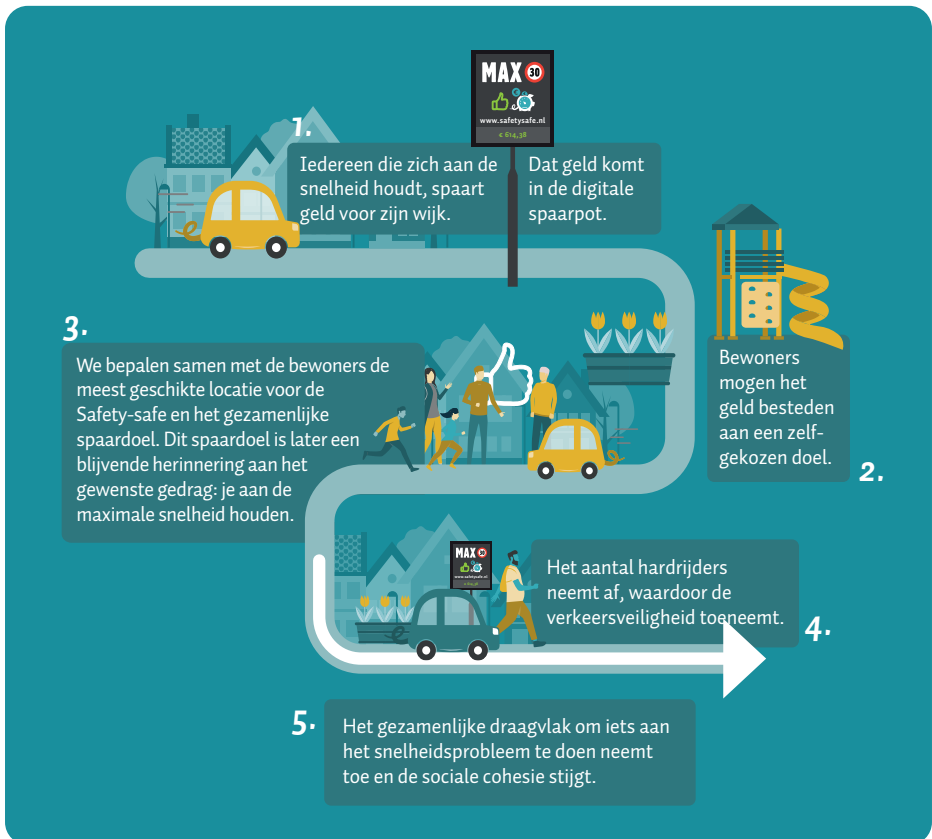 MAX 30
www.safetysafe.nl
€ 614,38
1.
Iedereen die zich aan de
snelheid houdt, spaart
geld voor zijn wijk.
Dat geld komt
in de digitale
spaarpot.
Bewoners
mogen het
geld besteden
aan een zelf-
gekozen doel.
2.
3.
We bepalen samen met de bewoners de
meest geschikte locatie voor de
Safety-safe en het gezamenlijke
spaardoel. Dit spaardoel is later een
blijvende herinnering aan het
gewenste gedrag: je aan de
maximale snelheid houden.
MAX 30
www.safetysafe.nl
€ 614,38
Het aantal hardrijders
neemt af, waardoor de
verkeersveiligheid toeneemt.
4.
5.
Het gezamenlijke draagvlak om iets aan
het snelheidsprobleem te doen neemt
toe en de sociale cohesie stijgt.